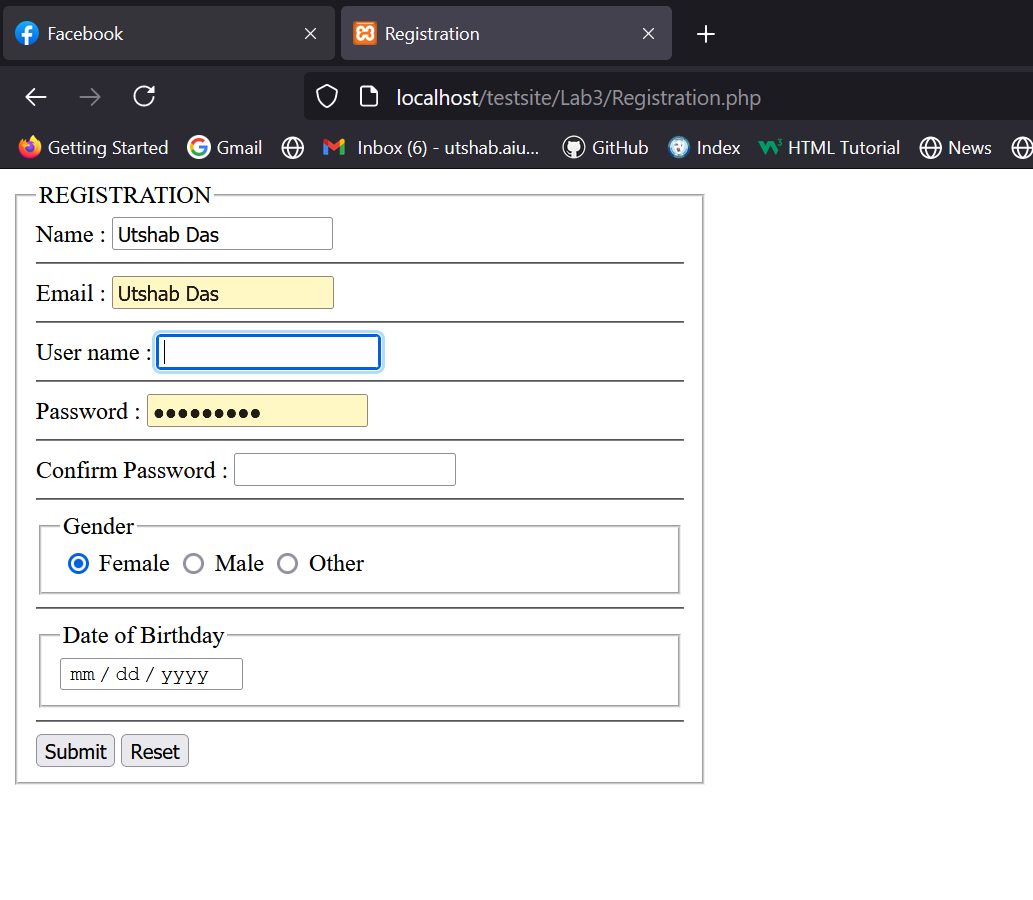 Facebook
Registration
localhost/testsite/Lab3/Registration.php
Getting Started Gmail Inbox (6) - utshab.aiu... GitHub Index HTML Tutorial News
REGISTRATION
Name : Utshab Das
Email : Utshab Das
User name :
Password : ●●●●●●●●●
Confirm Password :
Gender
Female Male Other
Date of Birthday
mm / dd / yyyy
Submit Reset